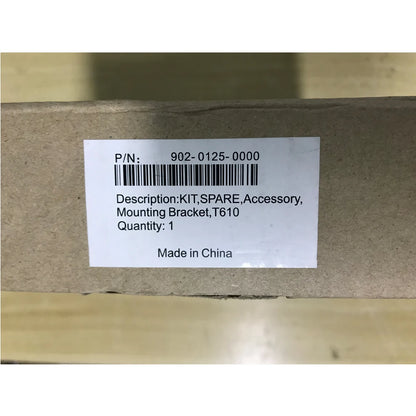 P/N: 902-0125-0000
Description:KIT,SPARE,Accessory,
Mounting Bracket,T610
Quantity: 1
Made in China